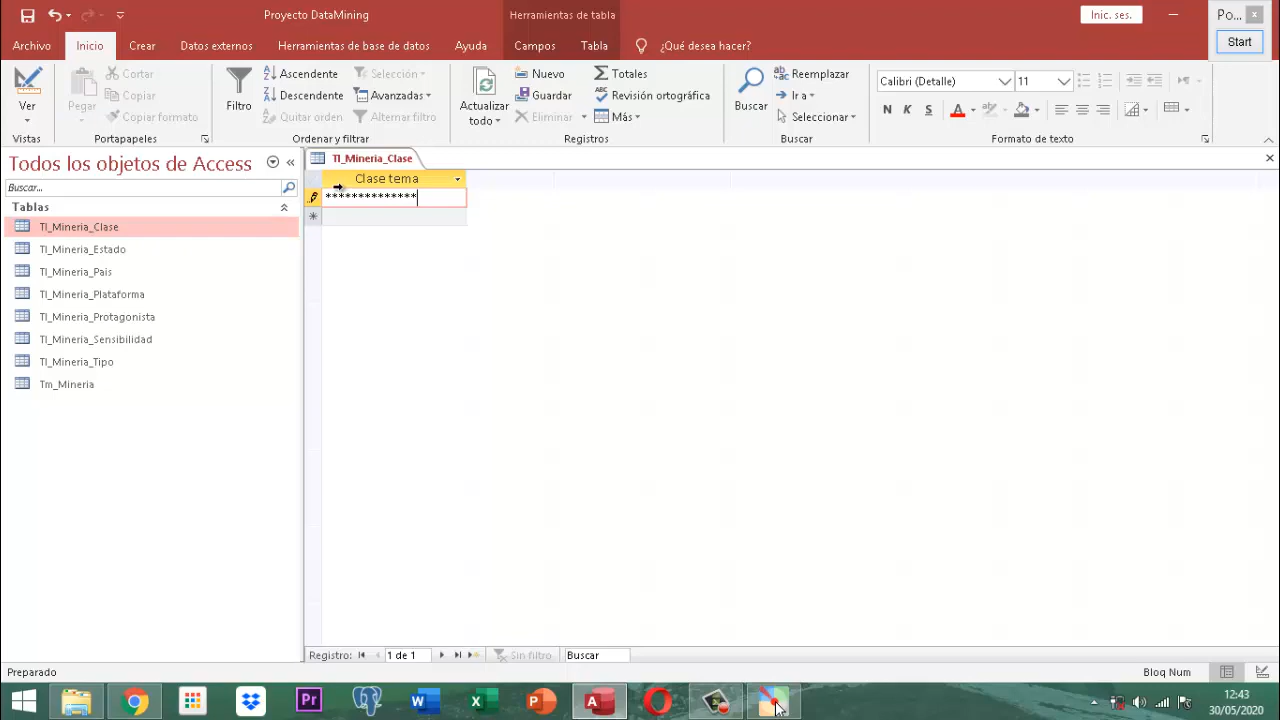 Proyecto DataMining
Herramientas de tabla
Inic. ses.
Po...
Start
Archivo
Inicio
Crear
Datos externos
Herramientas de base de datos
Ayuda
Campos
Tabla
¿Qué desea hacer?
Ver
Pegar
Cortar
Copiar
Copiar formato
Filtro
Ascendente
Descendente
Quitar orden
Selección
Avanzada
Alternar filtro
Actualizar
todo
Nuevo
Guardar
Eliminar
Totales
Revisión ortográfica
Más
Buscar
Reemplazar
Ir a
Seleccionar
Calibri (Detalle)
11
N K S
A
Vistas
Portapapeles
Ordenar y filtrar
Registros
Buscar
Formato de texto
Todos los objetos de Access
Buscar...
Tablas
Tl_Mineria_Clase
Tl_Mineria_Estado
Tl_Mineria_Pais
Tl_Mineria_Plataforma
Tl_Mineria_Protagonista
Tl_Mineria_Sensibilidad
Tl_Mineria_Tipo
Tm_Mineria
Tl_Mineria_Clase
Clase tema
**************
Registro:
1 de 1
Sin filtro
Buscar
Preparado
Bloq Num
Pr
12:43
30/05/2020